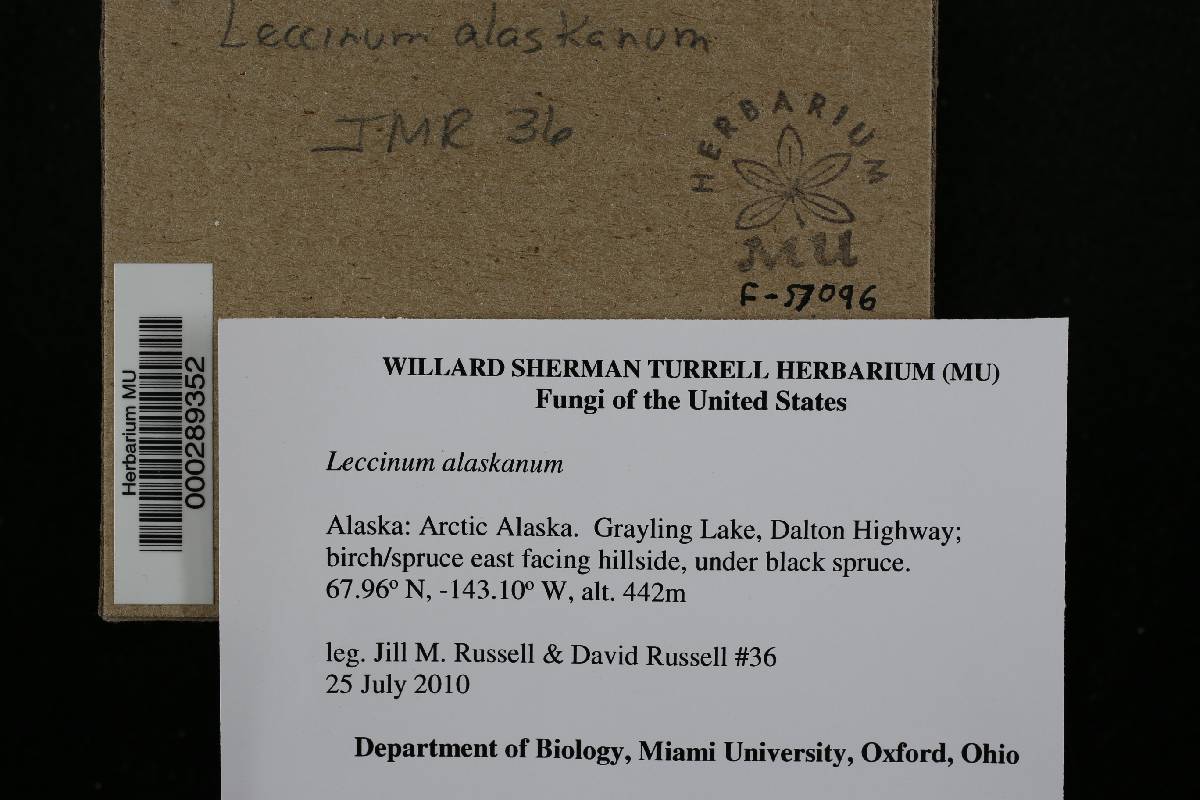 Leccinum alaskanum
JMR 36
HERBARIUM
MU
F-57096
Herbarium MU
000289352
WILLARD SHERMAN TURRELL HERBARIUM (MU)
Fungi of the United States
Leccinum alaskanum
Alaska: Arctic Alaska. Grayling Lake, Dalton Highway;
birch/spruce east facing hillside, under black spruce.
67.96º N, -143.10º W, alt. 442m
leg. Jill M. Russell & David Russell #36
25 July 2010
Department of Biology, Miami University, Oxford, Ohio